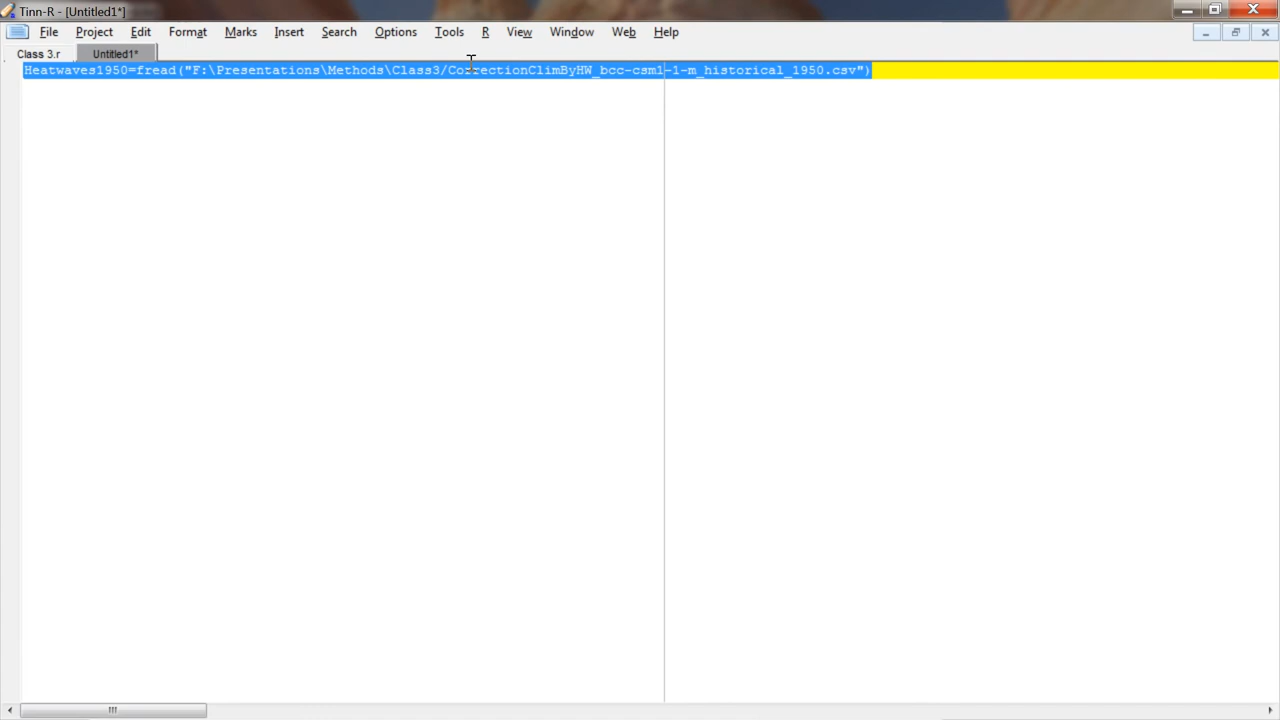 Tinn-R - [Untitled1*]
File Project Edit Format Marks Insert Search Options Tools R View Window Web Help
Class 3.r Untitled1*
Heatwaves1950=fread("F:\Presentations\Methods\Class3/CorrectionClimByHW_bcc-csm1-1-m_historical_1950.csv")